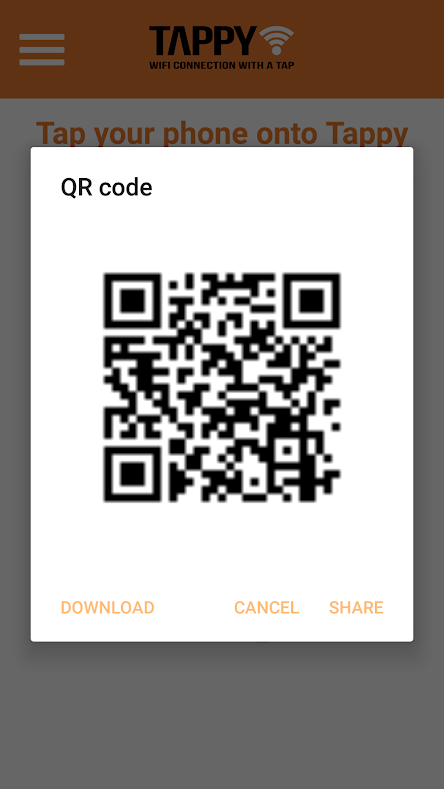 TAPPY
WIFI CONNECTION WITH A TAP
Tap your phone onto Tappy
QR code
DOWNLOAD CANCEL SHARE